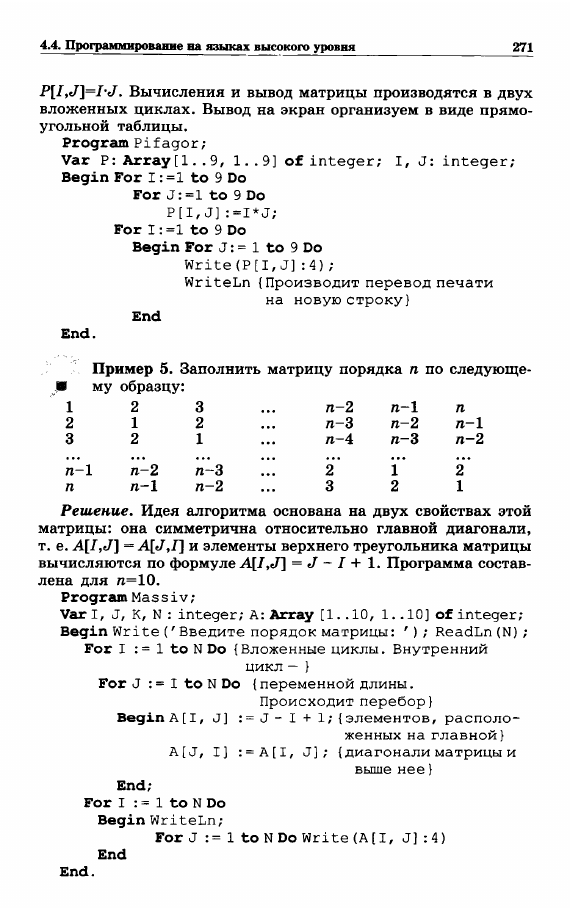 4.4. Программирование на языках высокого уровня 271
P[I,J]=I·J. Вычисления и вывод матрицы производятся в двух
вложенных циклах. Вывод на экран организуем в виде прямо-
угольной таблицы.
Program Pifagor;
Var P: Array[1..9, 1..9] of integer; I, J: integer;
Begin For I:=1 to 9 Do
For J:=1 to 9 Do
P[I,J]:=I*J;
For I:=1 to 9 Do
Begin For J:= 1 to 9 Do
Write(P[I,J]:4);
WriteLn {Производит перевод печати
на новую строку}
End
End.
Пример 5. Заполнить матрицу порядка n по следующе-
му образцу:
1 2 3 ... n-2 n-1 n
2 1 2 ... n-3 n-2 n-1
3 2 1 ... n-4 n-3 n-2
... ... ... ... ... ... ...
n-1 n-2 n-3 ... 2 1 2
n n-1 n-2 ... 3 2 1
Решение. Идея алгоритма основана на двух свойствах этой
матрицы: она симметрична относительно главной диагонали,
т. е. A[I,J] = A[J,I] и элементы верхнего треугольника матрицы
вычисляются по формуле A[I,J] = J - I + 1. Программа состав-
лена для n=10.
Program Massiv;
Var I, J, K, N : integer; A: Array [1..10, 1..10] of integer;
Begin Write('Введите порядок матрицы: '); ReadLn(N);
For I := 1 to N Do {Вложенные циклы. Внутренний
цикл — }
For J := I to N Do {переменной длины.
Происходит перебор}
Begin A[I, J] := J - I + 1;{элементов, располо-
женных на главной}
A[J, I] := A[I, J]; {диагонали матрицы и
выше нее}
End;
For I := 1 to N Do
Begin WriteLn;
For J := 1 to N Do Write(A[I, J]:4)
End
End.